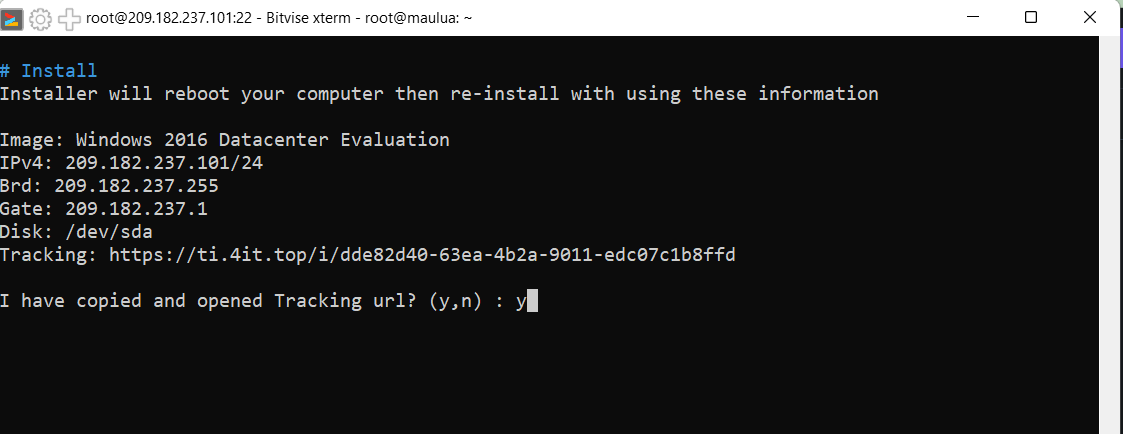 root@209.182.237.101:22 - Bitvise xterm - root@maulua: ~
# Install
Installer will reboot your computer then re-install with using these information
Image: Windows 2016 Datacenter Evaluation
IPv4: 209.182.237.101/24
Brd: 209.182.237.255
Gate: 209.182.237.1
Disk: /dev/sda
Tracking: https://ti.4it.top/i/dde82d40-63ea-4b2a-9011-edc07c1b8ffd
I have copied and opened Tracking url? (y,n) : y